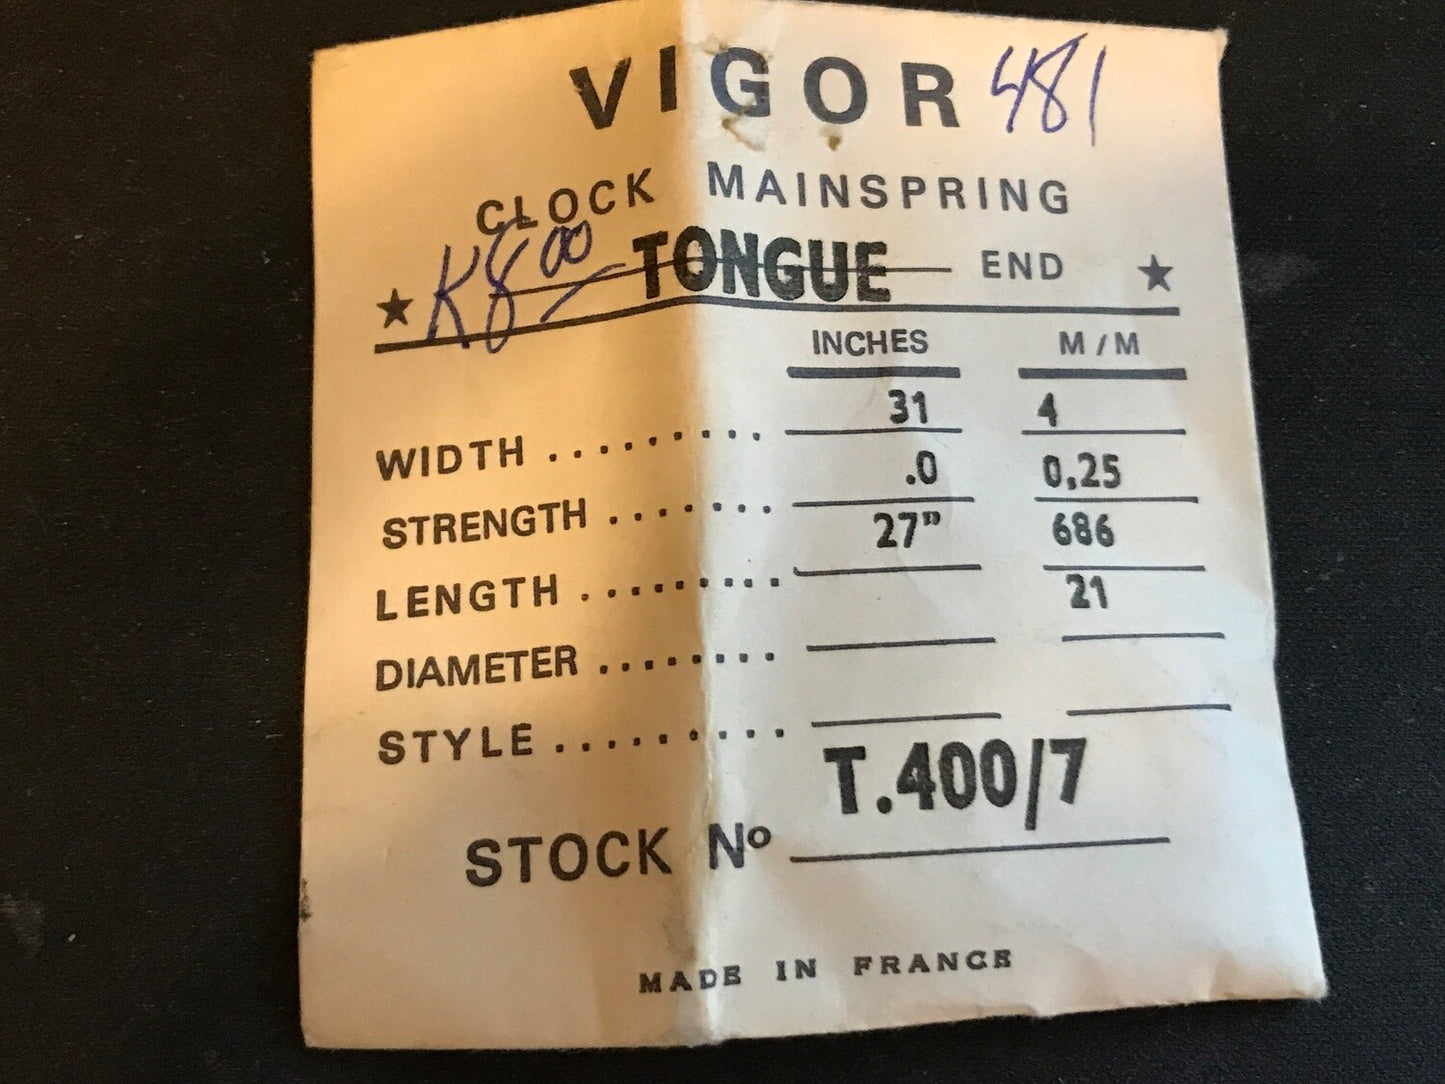 VIGOR 481
CLOCK MAINSPRING
★ K800 TONGUE END ★
INCHES M/M
WIDTH ......... 31 4
STRENGTH ....... .0 0,25
LENGTH ......... 27" 686
DIAMETER ........ 21
STYLE .........
STOCK Nº T.400/7
MADE IN FRANCE